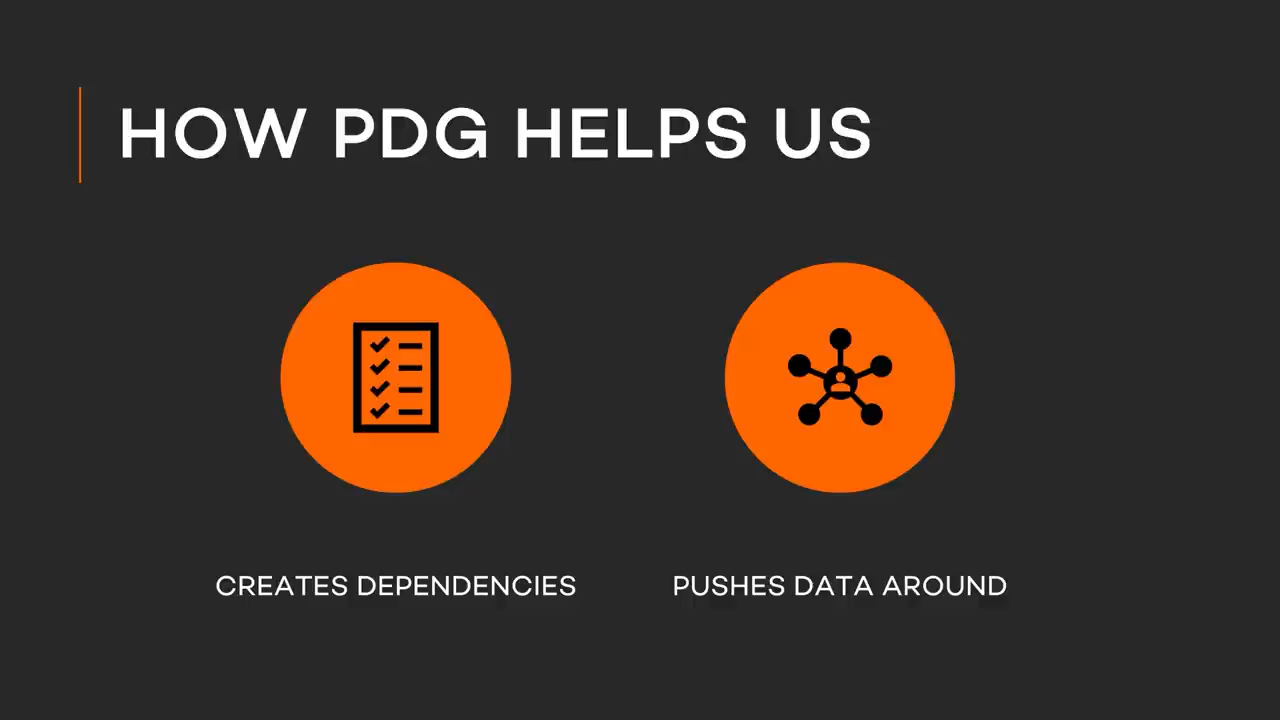 HOW PDG HELPS US
CREATES DEPENDENCIES
PUSHES DATA AROUND